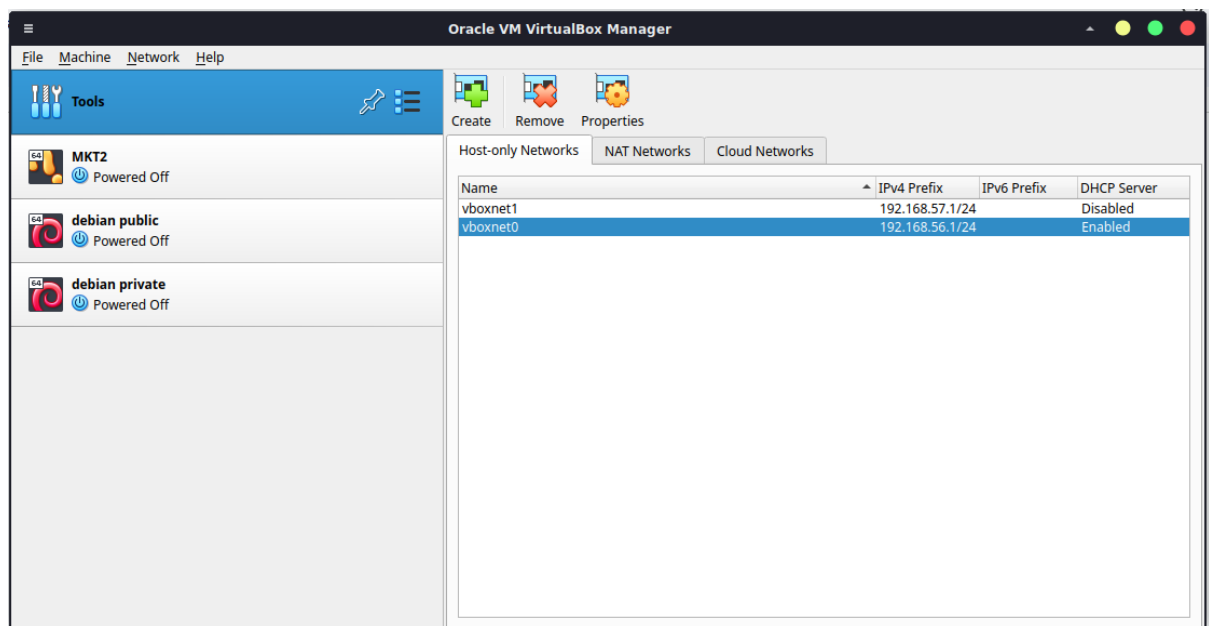 Oracle VM VirtualBox Manager
File Machine Network Help
Tools
Create Remove Properties
Host-only Networks NAT Networks Cloud Networks
Name IPv4 Prefix IPv6 Prefix DHCP Server
vboxnet1 192.168.57.1/24 Disabled
vboxnet0 192.168.56.1/24 Enabled
64
MKT2
Powered Off
64
debian public
Powered Off
64
debian private
Powered Off